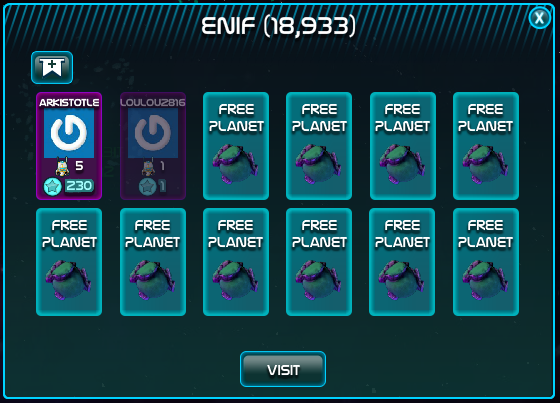 ENIF (18,933)
X
ARKISTOTLE
LOULOU2816
FREE
PLANET
FREE
PLANET
FREE
PLANET
FREE
PLANET
5
1
230
1
FREE
PLANET
FREE
PLANET
FREE
PLANET
FREE
PLANET
FREE
PLANET
FREE
PLANET
VISIT